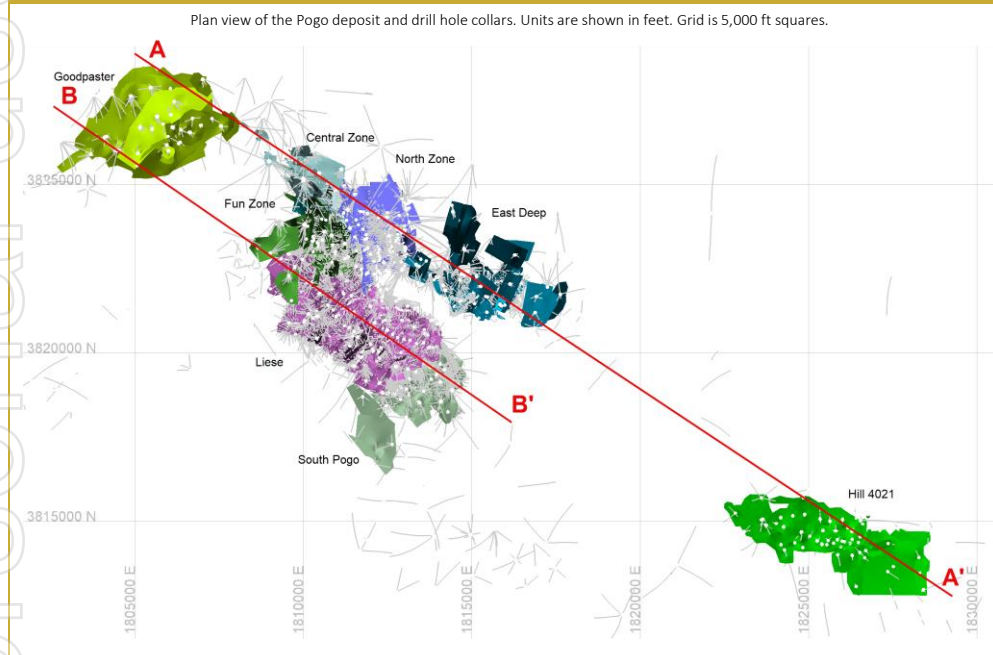 Plan view of the Pogo deposit and drill hole collars. Units are shown in feet. Grid is 5,000 ft squares.
A
Goodpaster
B
Central Zone
North Zone
3825000 N
Fun Zone
East Deep
3820000 N
Liese
B'
South Pogo
Hill 4021
3815000 N
A'
1805000 E
1810000 E
1815000 E
1820000 E
1825000 E
1830000 E